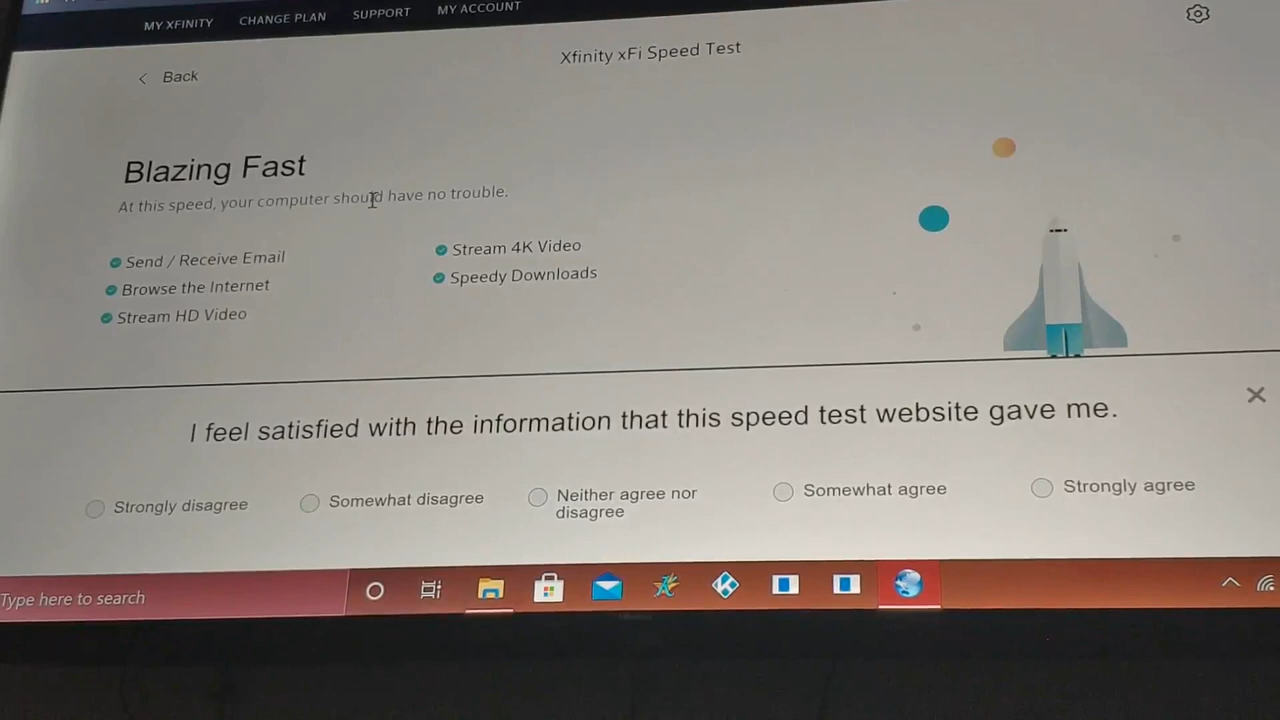 MY XFINITY CHANGE PLAN SUPPORT MY ACCOUNT
Xfinity xFi Speed Test
Back
Blazing Fast
At this speed, your computer should have no trouble.
Send / Receive Email
Browse the Internet
Stream HD Video
Stream 4K Video
Speedy Downloads
I feel satisfied with the information that this speed test website gave me.
Strongly disagree
Somewhat disagree
Neither agree nor
disagree
Somewhat agree
Strongly agree
Type here to search